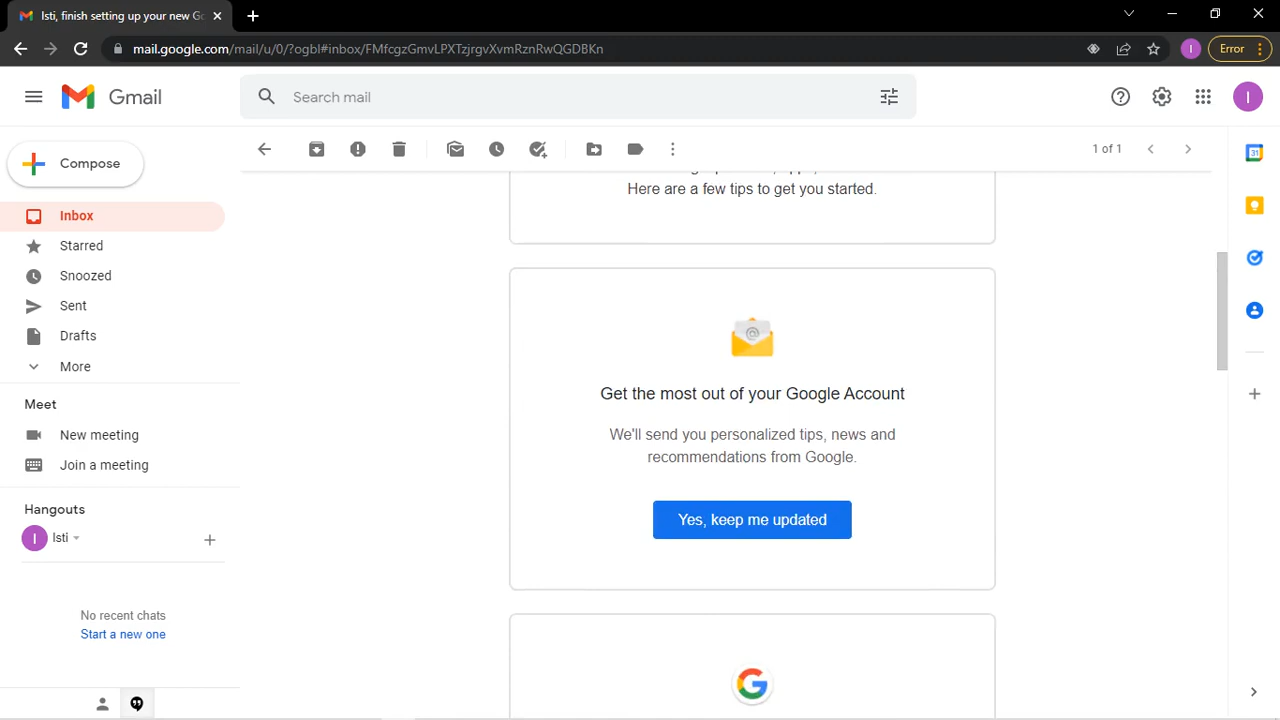 Isti, finish setting up your new Go
mail.google.com/mail/u/0/?ogbl#inbox/FMfcgzGmvLPXTzjrgvXvmRznRwQGDBKn
I
Error
Gmail
Search mail
I
1 of 1
Compose
Inbox
Starred
Snoozed
Sent
Drafts
More
Meet
New meeting
Join a meeting
Hangouts
I
Isti
No recent chats
Start a new one
Here are a few tips to get you started.
@
Get the most out of your Google Account
We'll send you personalized tips, news and
recommendations from Google.
Yes, keep me updated
G
31